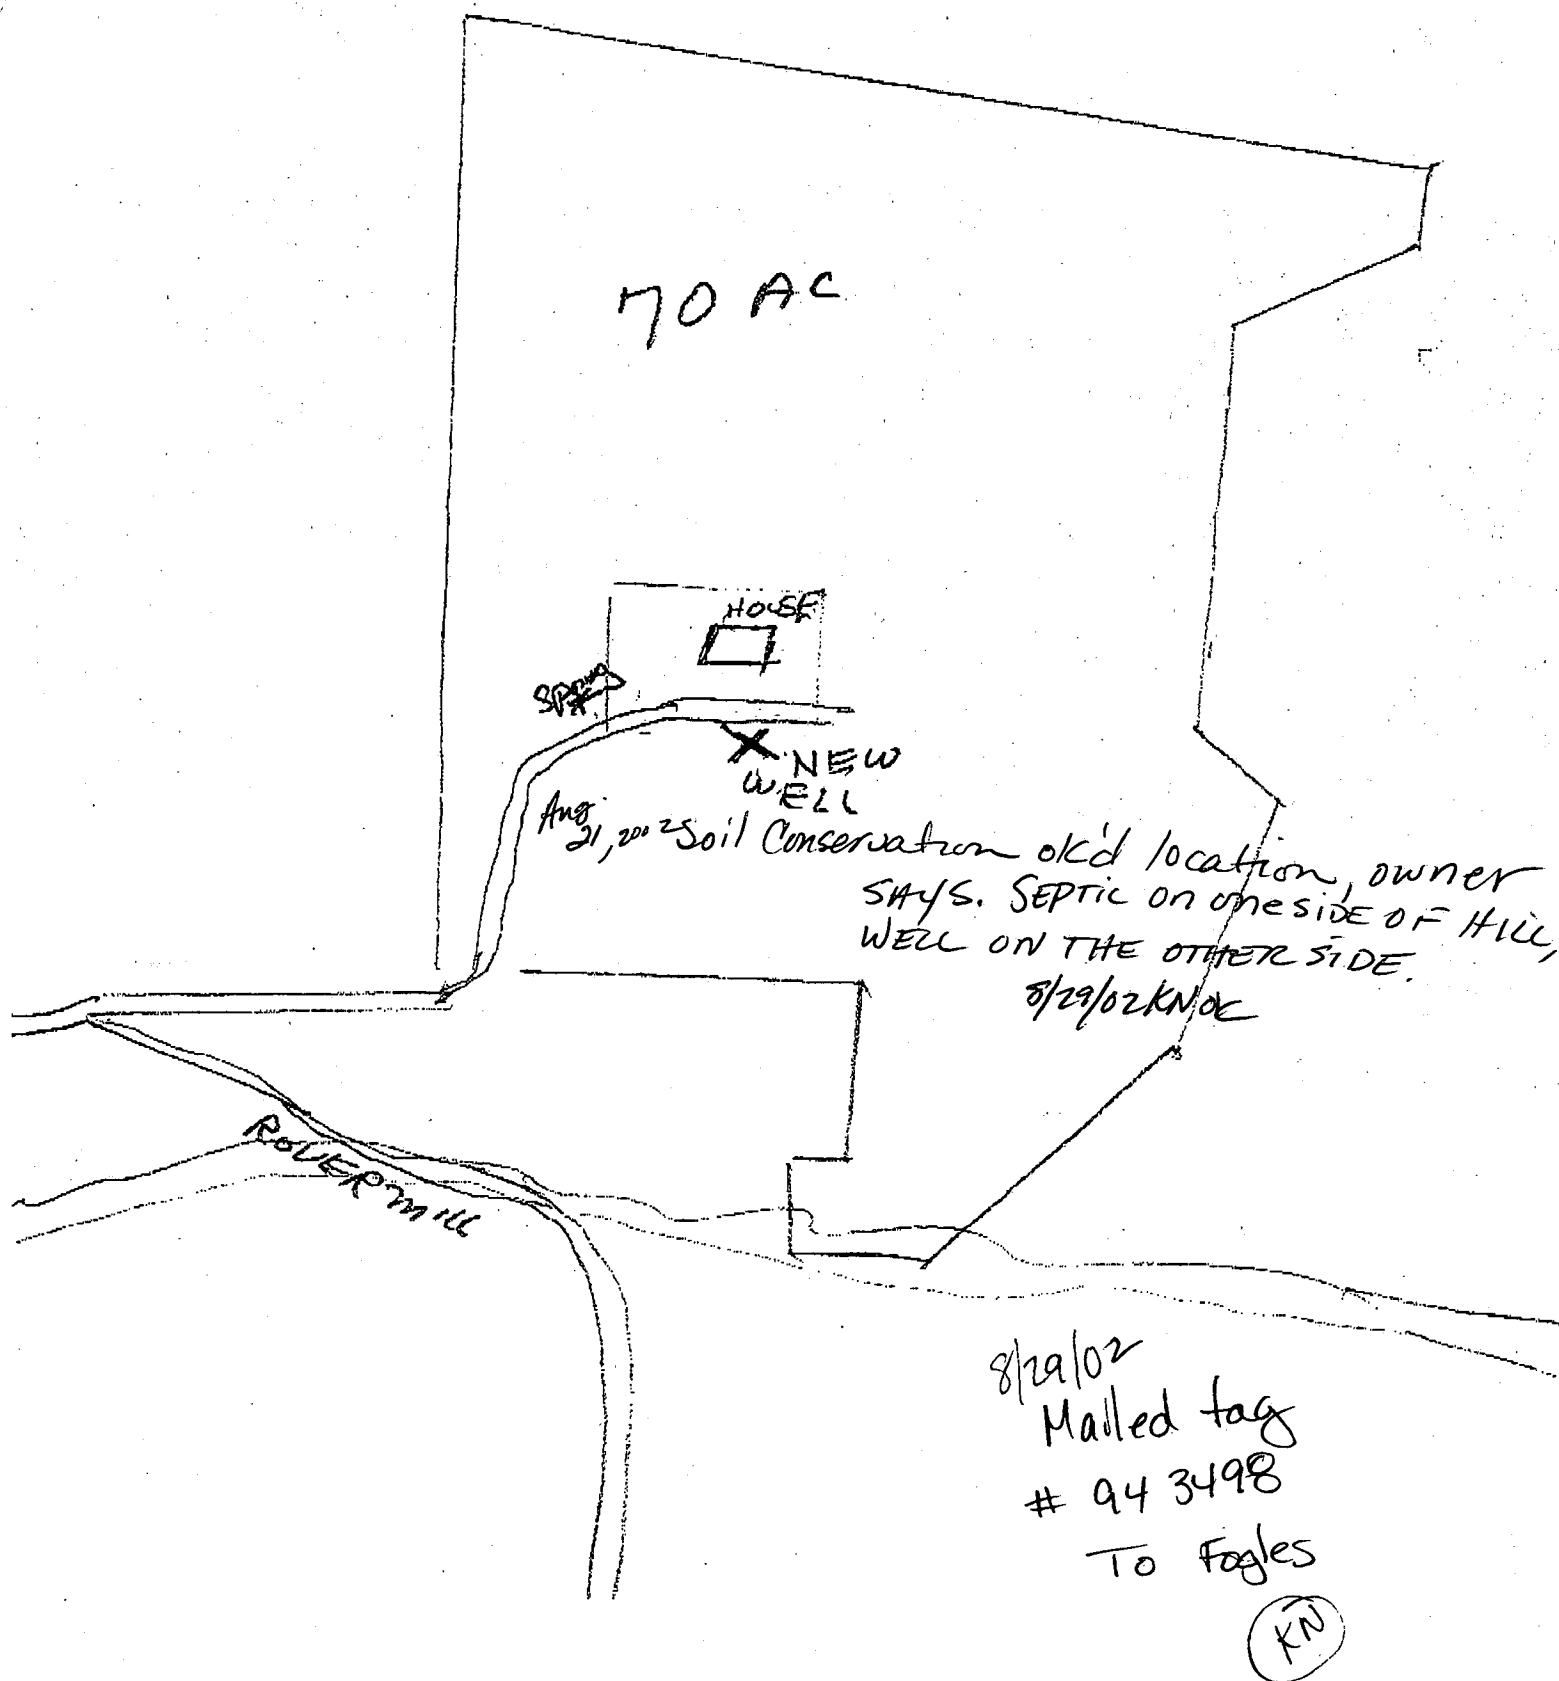 70 AC
HOUSE
NEW
WELL
Aug.
21, 2002 Soil Conservation ok'd location, owner
SAYS. SEPTIC ON one SIDE OF HILL,
WELL ON THE OTHER SIDE.
8/29/02 KN OK
ROVER MILL
8/29/02
Mailed tag
# 94 3498
To Fogles
KN